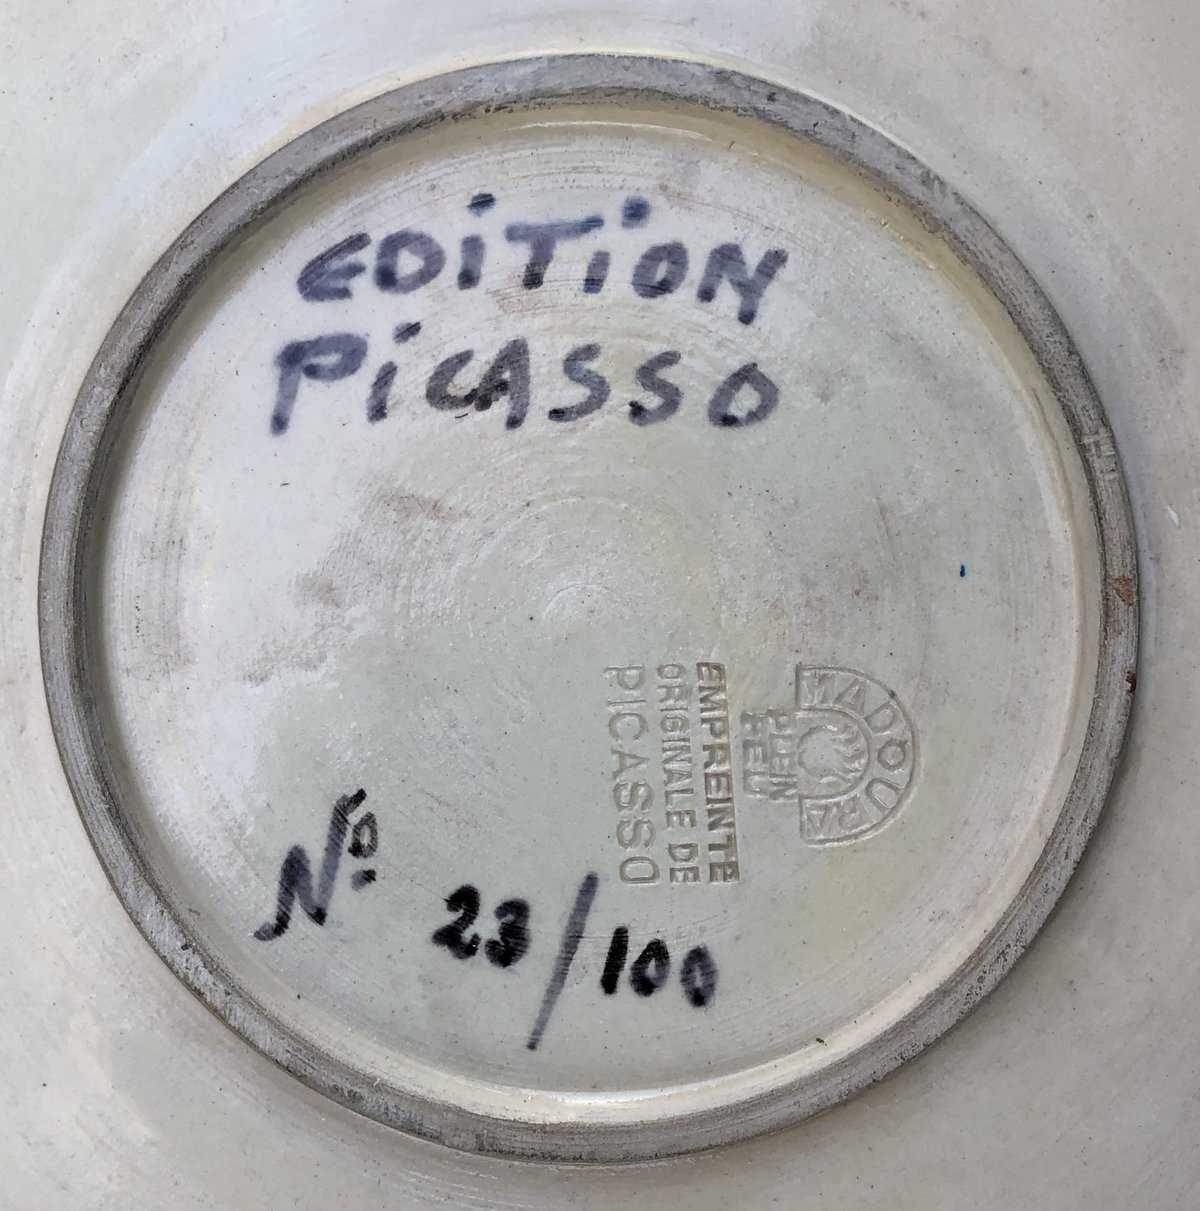 EDiTiON
PiCASSO
MADOURA
PLEIN
FEU
EMPREINTE
ORIGINALE DE
PICASSO
Nº. 23/100